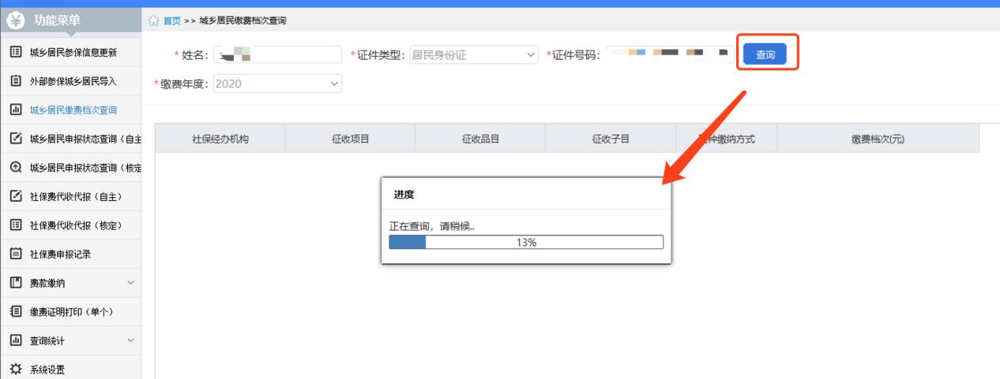 功能菜单
首页 >> 城乡居民缴费档次查询
城乡居民参保信息更新
外部参保城乡居民导入
城乡居民缴费档次查询
城乡居民申报状态查询（自主
城乡居民申报状态查询（核定
社保费代收代报（自主）
社保费代收代报（核定）
社保费申报记录
费款缴纳
缴费证明打印（单个）
查询统计
系统设置
*姓名： *证件类型： 居民身份证 *证件号码： 查询
*缴费年度： 2020
社保经办机构 征收项目 征收品目 征收子目 种缴纳方式 缴费档次(元)
进度
正在查询，请稍候..
13%